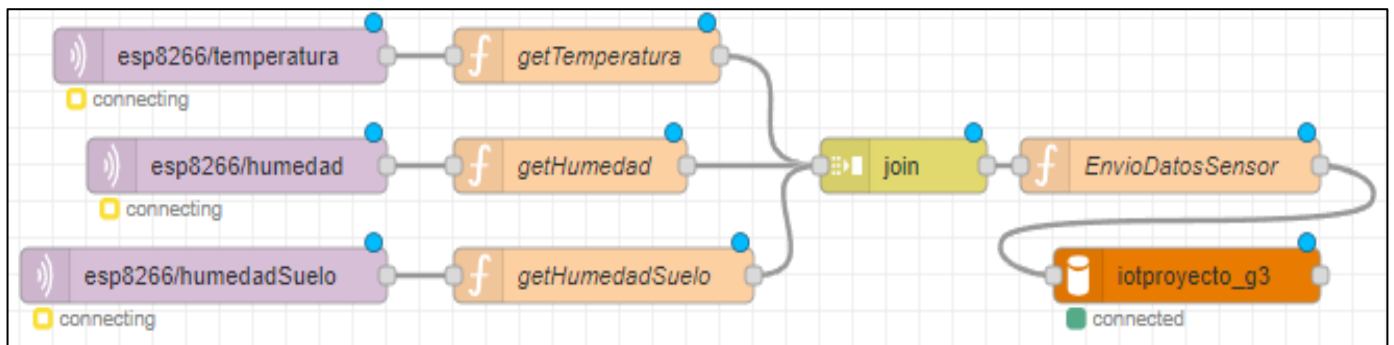 esp8266/temperatura
getTemperatura
connecting
esp8266/humedad
getHumedad
join
EnvioDatosSensor
connecting
esp8266/humedadSuelo
getHumedadSuelo
iotproyecto_g3
connecting
connected